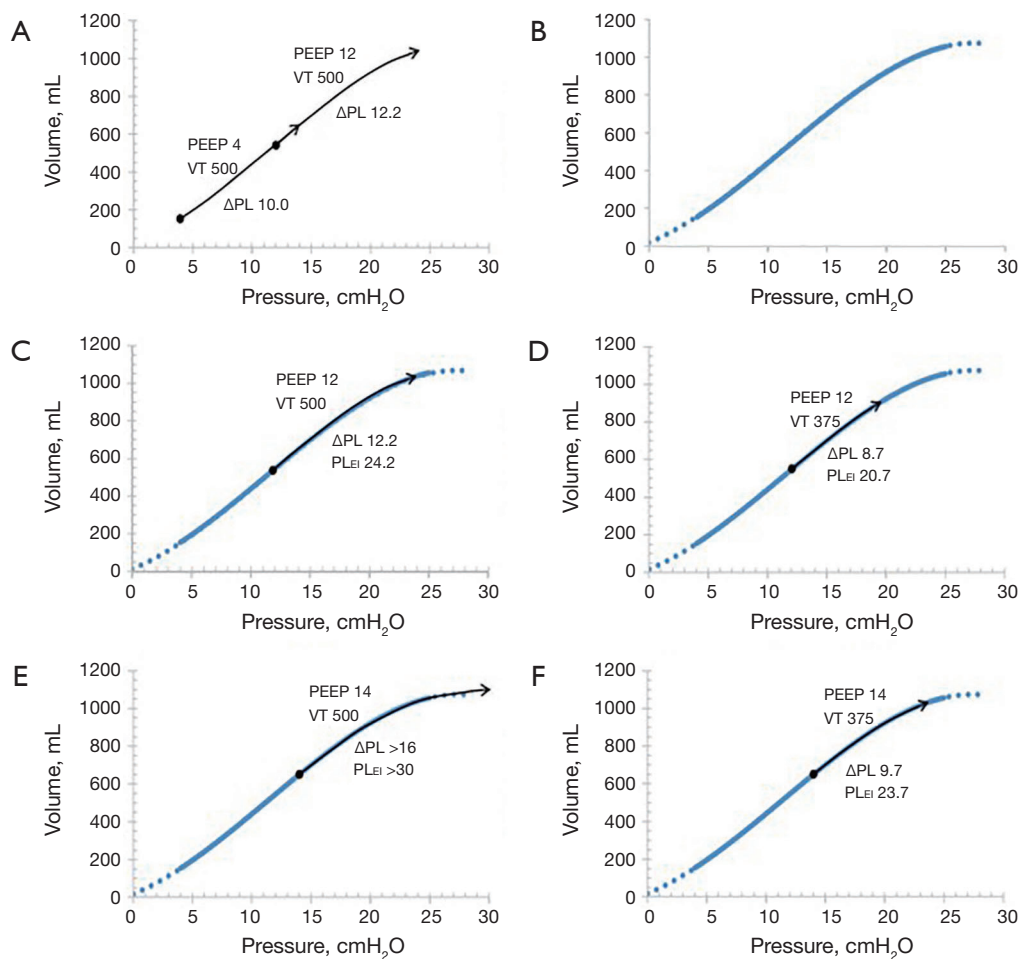 A
Volume, mL
1200
1000
800
600
400
200
0
PEEP 12
VT 500
ΔPL 12.2
PEEP 4
VT 500
ΔPL 10.0
0 5 10 15 20 25 30
Pressure, cmH₂O
B
Volume, mL
1200
1000
800
600
400
200
0
0 5 10 15 20 25 30
Pressure, cmH₂O
C
Volume, mL
1200
1000
800
600
400
200
0
PEEP 12
VT 500
ΔPL 12.2
PLEI 24.2
0 5 10 15 20 25 30
Pressure, cmH₂O
D
Volume, mL
1200
1000
800
600
400
200
0
PEEP 12
VT 375
ΔPL 8.7
PLEI 20.7
0 5 10 15 20 25 30
Pressure, cmH₂O
E
Volume, mL
1200
1000
800
600
400
200
0
PEEP 14
VT 500
ΔPL >16
PLEI >30
0 5 10 15 20 25 30
Pressure, cmH₂O
F
Volume, mL
1200
1000
800
600
400
200
0
PEEP 14
VT 375
ΔPL 9.7
PLEI 23.7
0 5 10 15 20 25 30
Pressure, cmH₂O